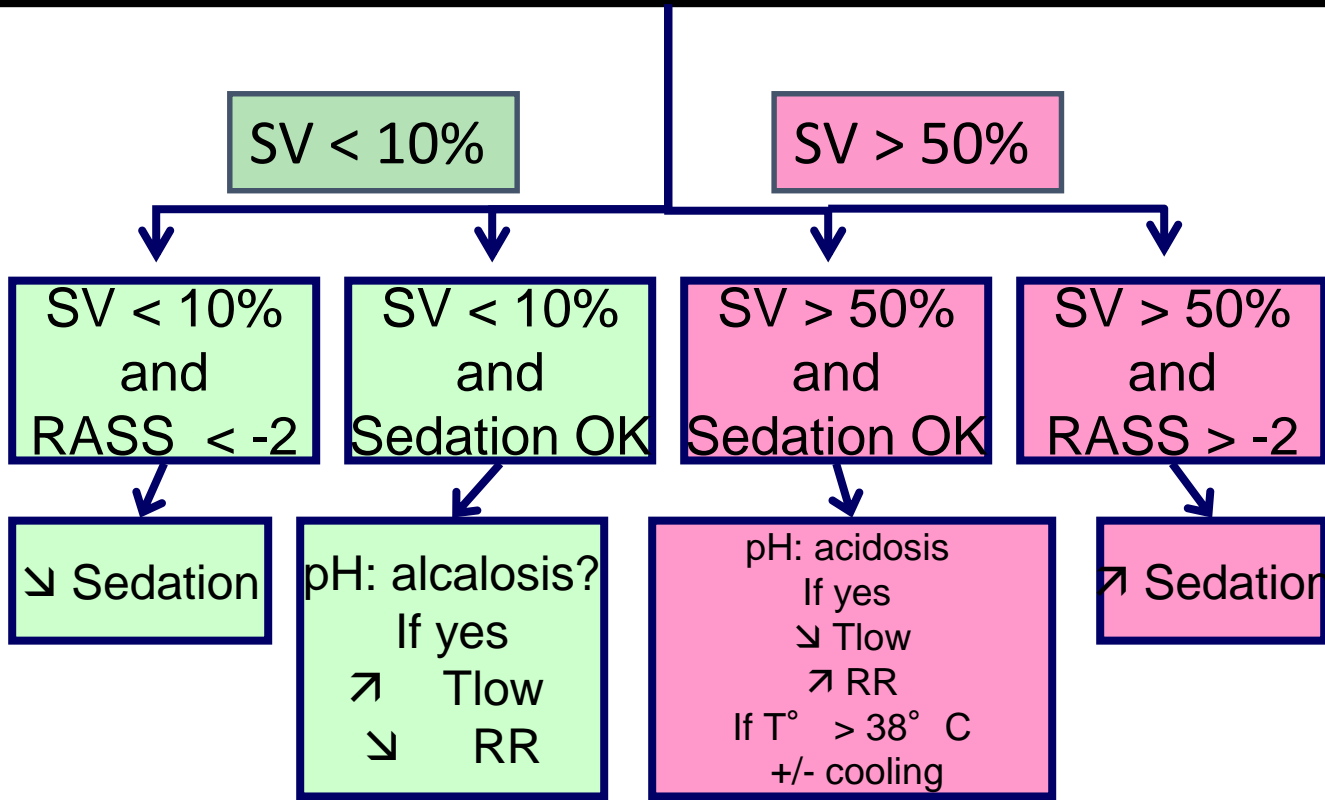 SV < 10%
SV > 50%
SV < 10%
and
RASS < -2
SV < 10%
and
Sedation OK
SV > 50%
and
Sedation OK
SV > 50%
and
RASS > -2
↘ Sedation
pH: alcalosis?
If yes
↗ Tlow
↘ RR
pH: acidosis
If yes
↘ Tlow
↗ RR
If T° > 38° C
+/- cooling
↗ Sedation